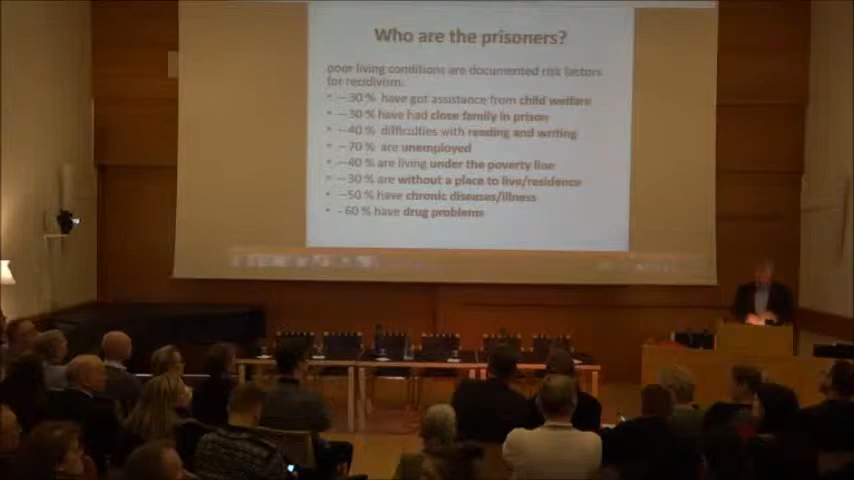 Who are the prisoners?
poor living conditions are documented risk factors
for recidivism:
• – 30 % have got assistance from child welfare
• – 30 % have had close family in prison
• – 40 % difficulties with reading and writing
• – 70 % are unemployed
• – 40 % are living under the poverty line
• – 30 % are without a place to live/residence
• – 50 % have chronic diseases/illness
• - 60 % have drug problems